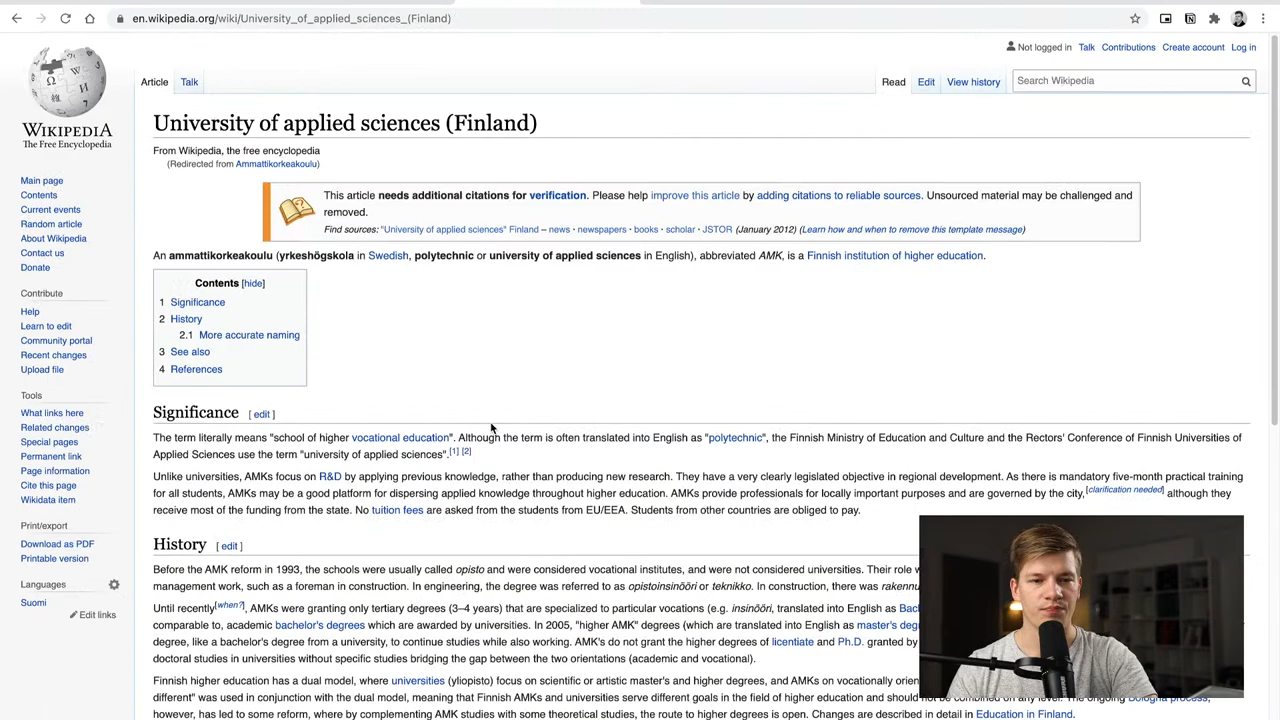 en.wikipedia.org/wiki/University_of_applied_sciences_(Finland)
Not logged in Talk Contributions Create account Log in
Article Talk Read Edit View history Search Wikipedia
WIKIPEDIA
The Free Encyclopedia
Main page
Contents
Current events
Random article
About Wikipedia
Contact us
Donate
Contribute
Help
Learn to edit
Community portal
Recent changes
Upload file
Tools
What links here
Related changes
Special pages
Permanent link
Page information
Cite this page
Wikidata item
Print/export
Download as PDF
Printable version
Languages
Suomi
Edit links
University of applied sciences (Finland)
From Wikipedia, the free encyclopedia
(Redirected from Ammattikorkeakoulu)
This article needs additional citations for verification. Please help improve this article by adding citations to reliable sources. Unsourced material may be challenged and
removed.
Find sources: "University of applied sciences" Finland – news · newspapers · books · scholar · JSTOR (January 2012) (Learn how and when to remove this template message)
An ammattikorkeakoulu (yrkeshögskola in Swedish, polytechnic or university of applied sciences in English), abbreviated AMK, is a Finnish institution of higher education.
Contents [hide]
1 Significance
2 History
2.1 More accurate naming
3 See also
4 References
Significance [ edit ]
The term literally means "school of higher vocational education". Although the term is often translated into English as "polytechnic", the Finnish Ministry of Education and Culture and the Rectors' Conference of Finnish Universities of
Applied Sciences use the term "university of applied sciences".[1] [2]
Unlike universities, AMKs focus on R&D by applying previous knowledge, rather than producing new research. They have a very clearly legislated objective in regional development. As there is mandatory five-month practical training
for all students, AMKs may be a good platform for dispersing applied knowledge throughout higher education. AMKs provide professionals for locally important purposes and are governed by the city,[clarification needed] although they
receive most of the funding from the state. No tuition fees are asked from the students from EU/EEA. Students from other countries are obliged to pay.
History [ edit ]
Before the AMK reform in 1993, the schools were usually called opisto and were considered vocational institutes, and were not considered universities. Their role w
management work, such as a foreman in construction. In engineering, the degree was referred to as opistoinsinööri or teknikko. In construction, there was rakennu
Until recently[when?], AMKs were granting only tertiary degrees (3–4 years) that are specialized to particular vocations (e.g. insinööri, translated into English as Bac
comparable to, academic bachelor's degrees which are awarded by universities. In 2005, "higher AMK" degrees (which are translated into English as master's deg
degree, like a bachelor's degree from a university, to continue studies while also working. AMK's do not grant the higher degrees of licentiate and Ph.D. granted by
doctoral studies in universities without specific studies bridging the gap between the two orientations (academic and vocational).
Finnish higher education has a dual model, where universities (yliopisto) focus on scientific or artistic master's and higher degrees, and AMKs on vocationally orien
different" was used in conjunction with the dual model, meaning that Finnish AMKs and universities serve different goals in the field of higher education and should not be combined on any level. The ongoing Bologna process,
however, has led to some reform, where by complementing AMK studies with some theoretical studies, the route to higher degrees is open. Changes are described in detail in Education in Finland.